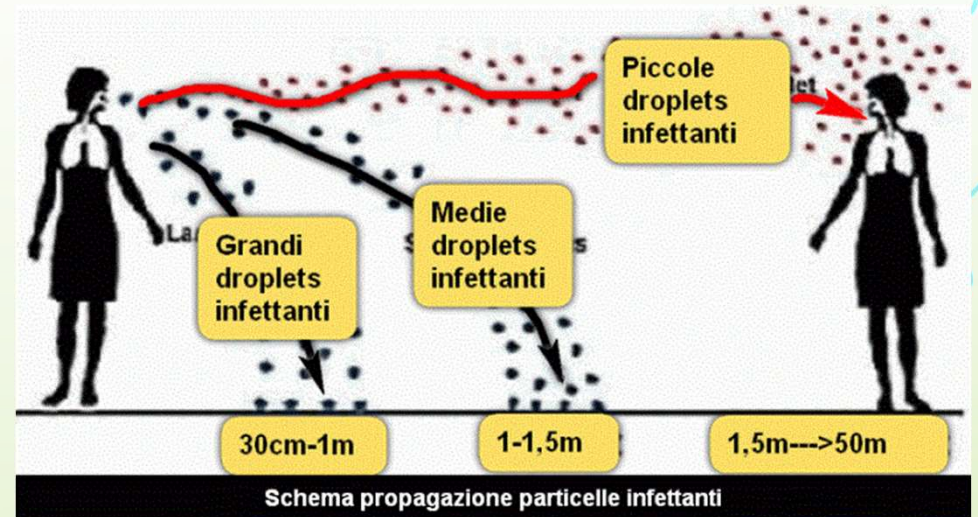 Piccole
droplets
infettanti
Medie
droplets
infettanti
Grandi
droplets
infettanti
30cm-1m
1-1,5m
1,5m--->50m
Schema propagazione particelle infettanti